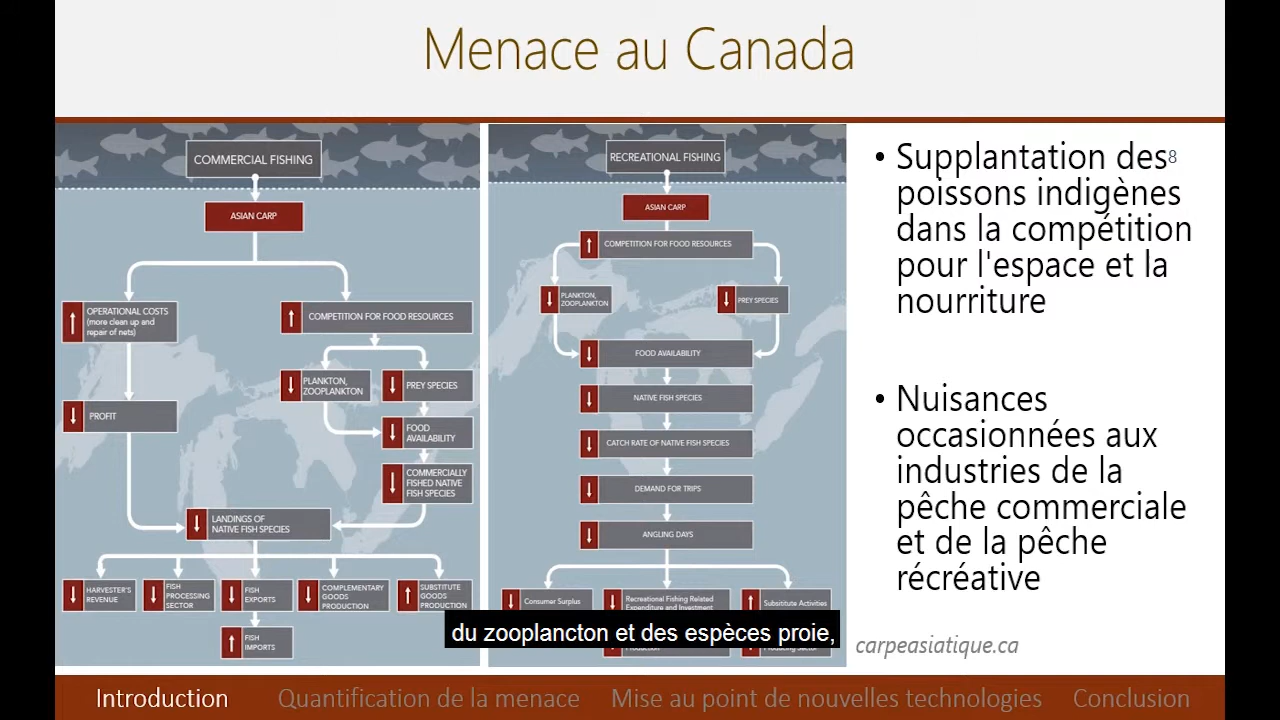 Menace au Canada
COMMERCIAL FISHING
ASIAN CARP
OPERATIONAL COSTS
(more clean up and
repair of nets)
COMPETITION FOR FOOD RESOURCES
PLANKTON,
ZOOPLANKTON
PREY SPECIES
PROFIT
FOOD
AVAILABILITY
COMMERCIALLY
FISHED NATIVE
FISH SPECIES
LANDINGS OF
NATIVE FISH SPECIES
HARVESTER'S
REVENUE
FISH
PROCESSING
SECTOR
FISH
EXPORTS
COMPLEMENTARY
GOODS
PRODUCTION
SUBSTITUTE
GOODS
PRODUCTION
FISH
IMPORTS
RECREATIONAL FISHING
ASIAN CARP
COMPETITION FOR FOOD RESOURCES
PLANKTON,
ZOOPLANKTON
PREY SPECIES
FOOD AVAILABILITY
NATIVE FISH SPECIES
CATCH RATE OF NATIVE FISH SPECIES
DEMAND FOR TRIPS
ANGLING DAYS
Consumer Surplus
Recreational Fishing Related
Expenditure and Investment
Subsititute Activities
Production
Producing Sector
• Supplantation des
8
poissons indigènes
dans la compétition
pour l'espace et la
nourriture
• Nuisances
occasionnées aux
industries de la
pêche commerciale
et de la pêche
récréative
du zooplancton et des espèces proie,
carpeasiatique.ca
Introduction
Quantification de la menace
Mise au point de nouvelles technologies
Conclusion